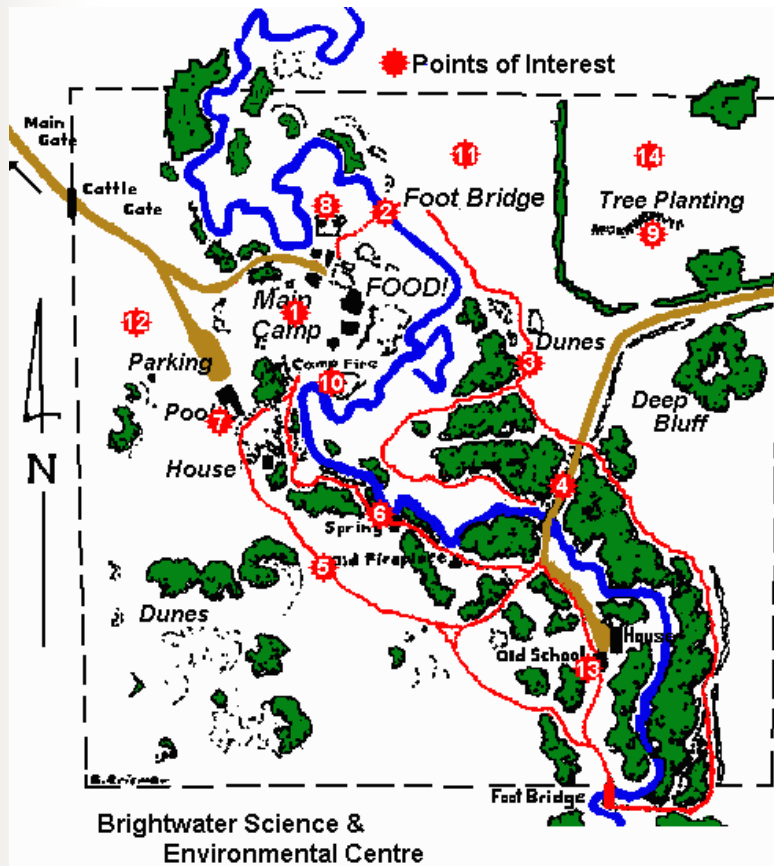 Points of Interest
Main
Gate
Cattle
Gate
11
14
8
2
Foot Bridge
Tree Planting
9
FOOD!
Main
Camp
1
12
Parking
Dunes
3
Camp Fire
10
Pool
7
Deep
Bluff
House
N
4
6
Spring
Old Fireplace
5
Dunes
House
Old School
13
Foot Bridge
Brightwater Science &
Environmental Centre